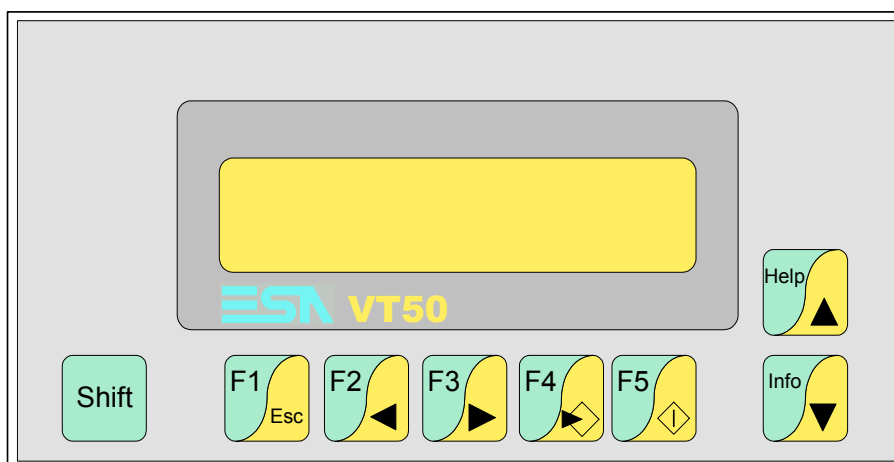 ESA VT50
Help
Shift
F1
Esc
F2
F3
F4
F5
Info